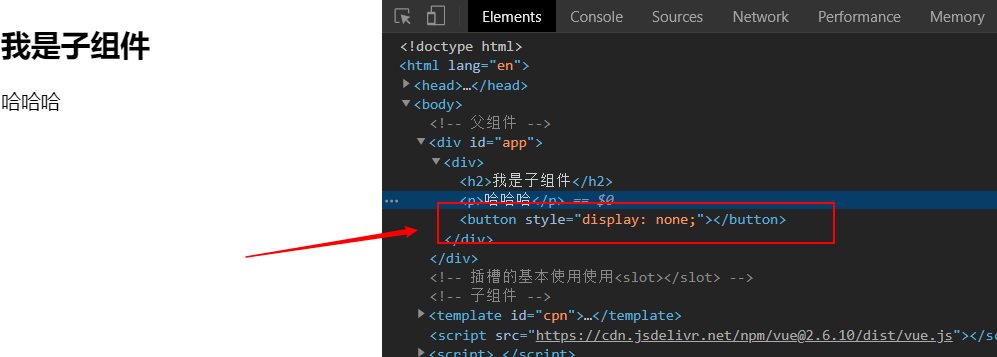 我是子组件
哈哈哈
Elements Console Sources Network Performance Memory
<!doctype html>
<html lang="en">
<head>…</head>
<body>
<!-- 父组件 -->
<div id="app">
<div>
<h2>我是子组件</h2>
<p>哈哈哈</p> == $0
<button style="display: none;"></button>
</div>
</div>
<!-- 插槽的基本使用使用<slot></slot> -->
<!-- 子组件 -->
<template id="cpn">…</template>
<script src="https://cdn.jsdelivr.net/npm/vue@2.6.10/dist/vue.js"></sc
<script>…</script>